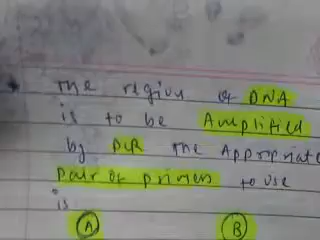 The region of DNA
is to be Amplified
by PCR The Appropriate
pair of primers to use
is
A B